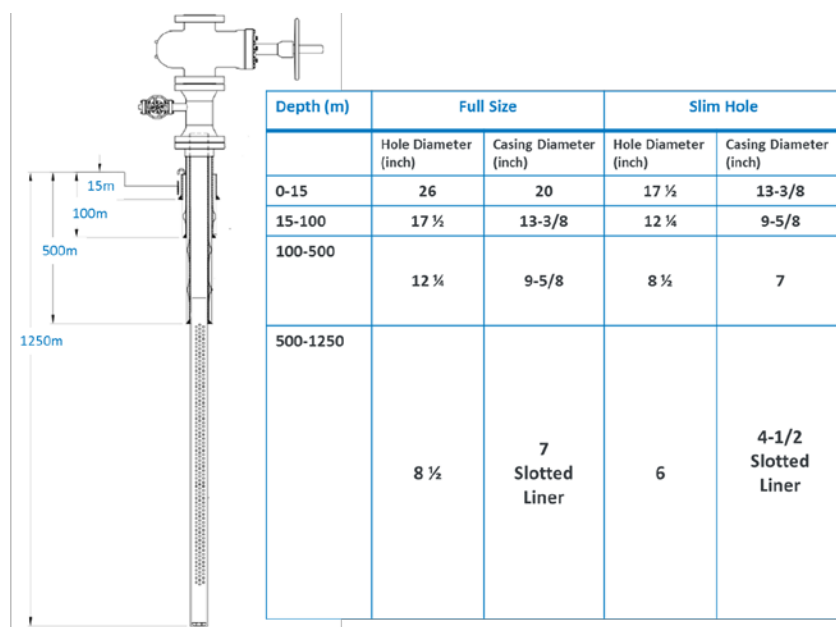 15m
100m
500m
1250m
Depth (m) Full Size Slim Hole
Hole Diameter (inch) Casing Diameter (inch) Hole Diameter (inch) Casing Diameter (inch)
0-15 26 20 17 ½ 13-3/8
15-100 17 ½ 13-3/8 12 ¼ 9-5/8
100-500
12 ¼ 9-5/8 8 ½ 7
500-1250
8 ½ 7 Slotted Liner 6 4-1/2 Slotted Liner